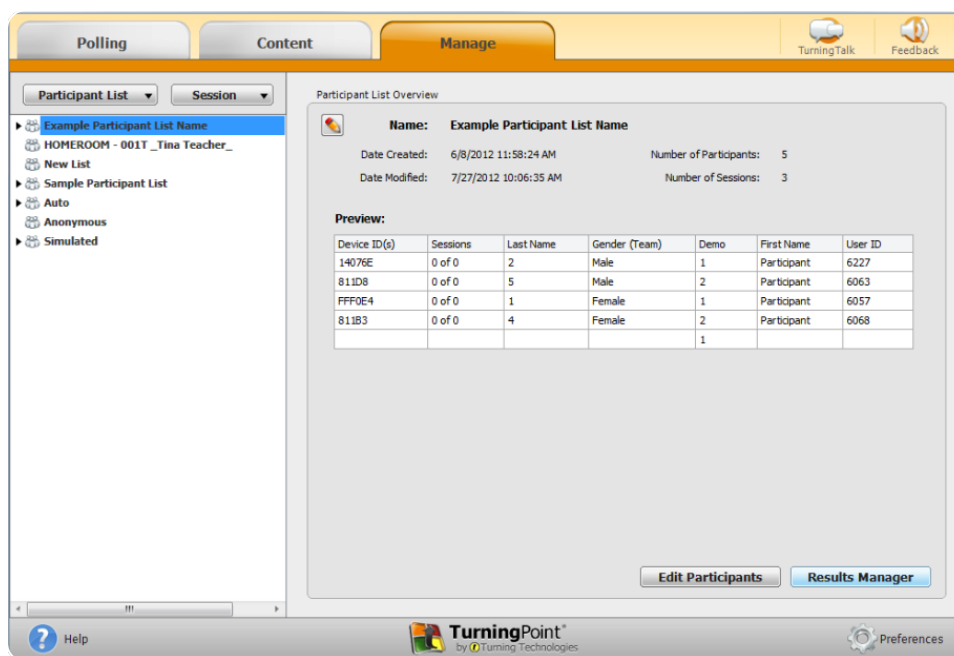 Polling
Content
Manage
TurningTalk
Feedback
Participant List
Session
Example Participant List Name
HOMEROOM - 001T _Tina Teacher_
New List
Sample Participant List
Auto
Anonymous
Simulated
Participant List Overview
Name: Example Participant List Name
Date Created: 6/8/2012 11:58:24 AM Number of Participants: 5
Date Modified: 7/27/2012 10:06:35 AM Number of Sessions: 3
Preview:
Device ID(s) Sessions Last Name Gender (Team) Demo First Name User ID
14076E 0 of 0 2 Male 1 Participant 6227
811D8 0 of 0 5 Male 2 Participant 6063
FFF0E4 0 of 0 1 Female 1 Participant 6057
811B3 0 of 0 4 Female 2 Participant 6068
1
Edit Participants
Results Manager
Help
TurningPoint
by Turning Technologies
Preferences